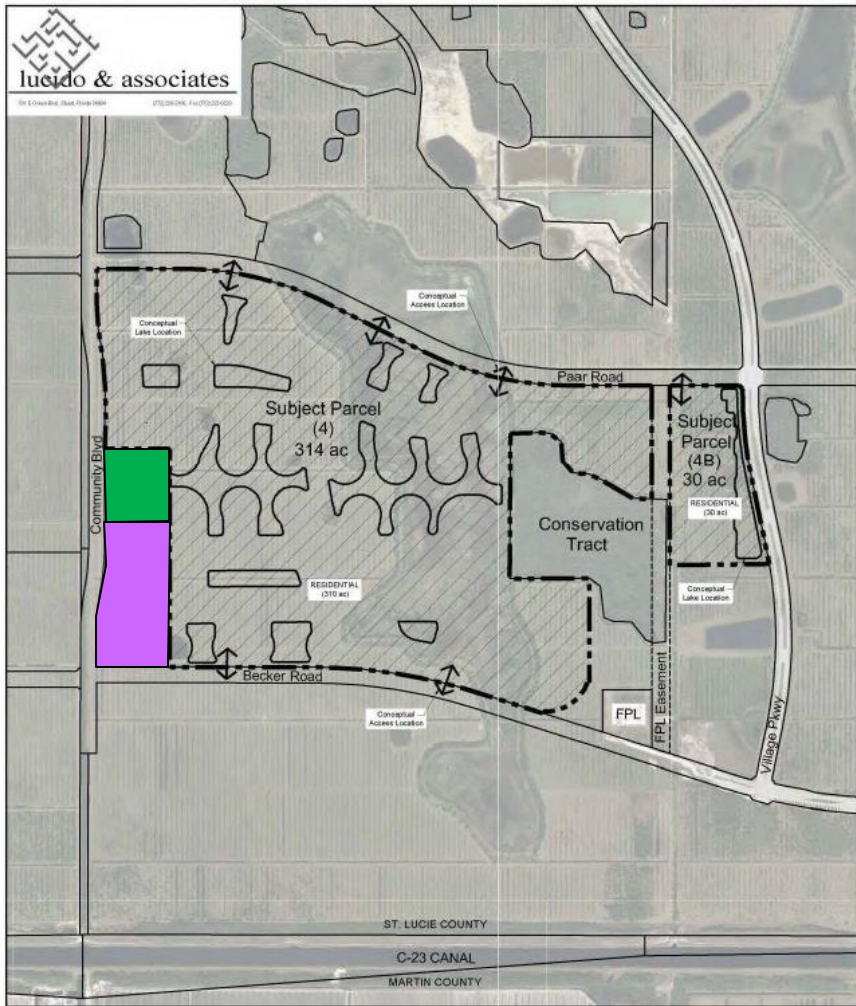 lucido & associates
Conceptual
Access Location
Conceptual
Lake Location
Paar Road
Subject Parcel
(4)
314 ac
Subject
Parcel
(4B)
30 ac
RESIDENTIAL
(30 ac)
Community Blvd
Conservation
Tract
RESIDENTIAL
(310 ac)
Conceptual
Lake Location
Becker Road
FPL Easement
FPL
Conceptual
Access Location
Village Pkwy
ST. LUCIE COUNTY
C-23 CANAL
MARTIN COUNTY